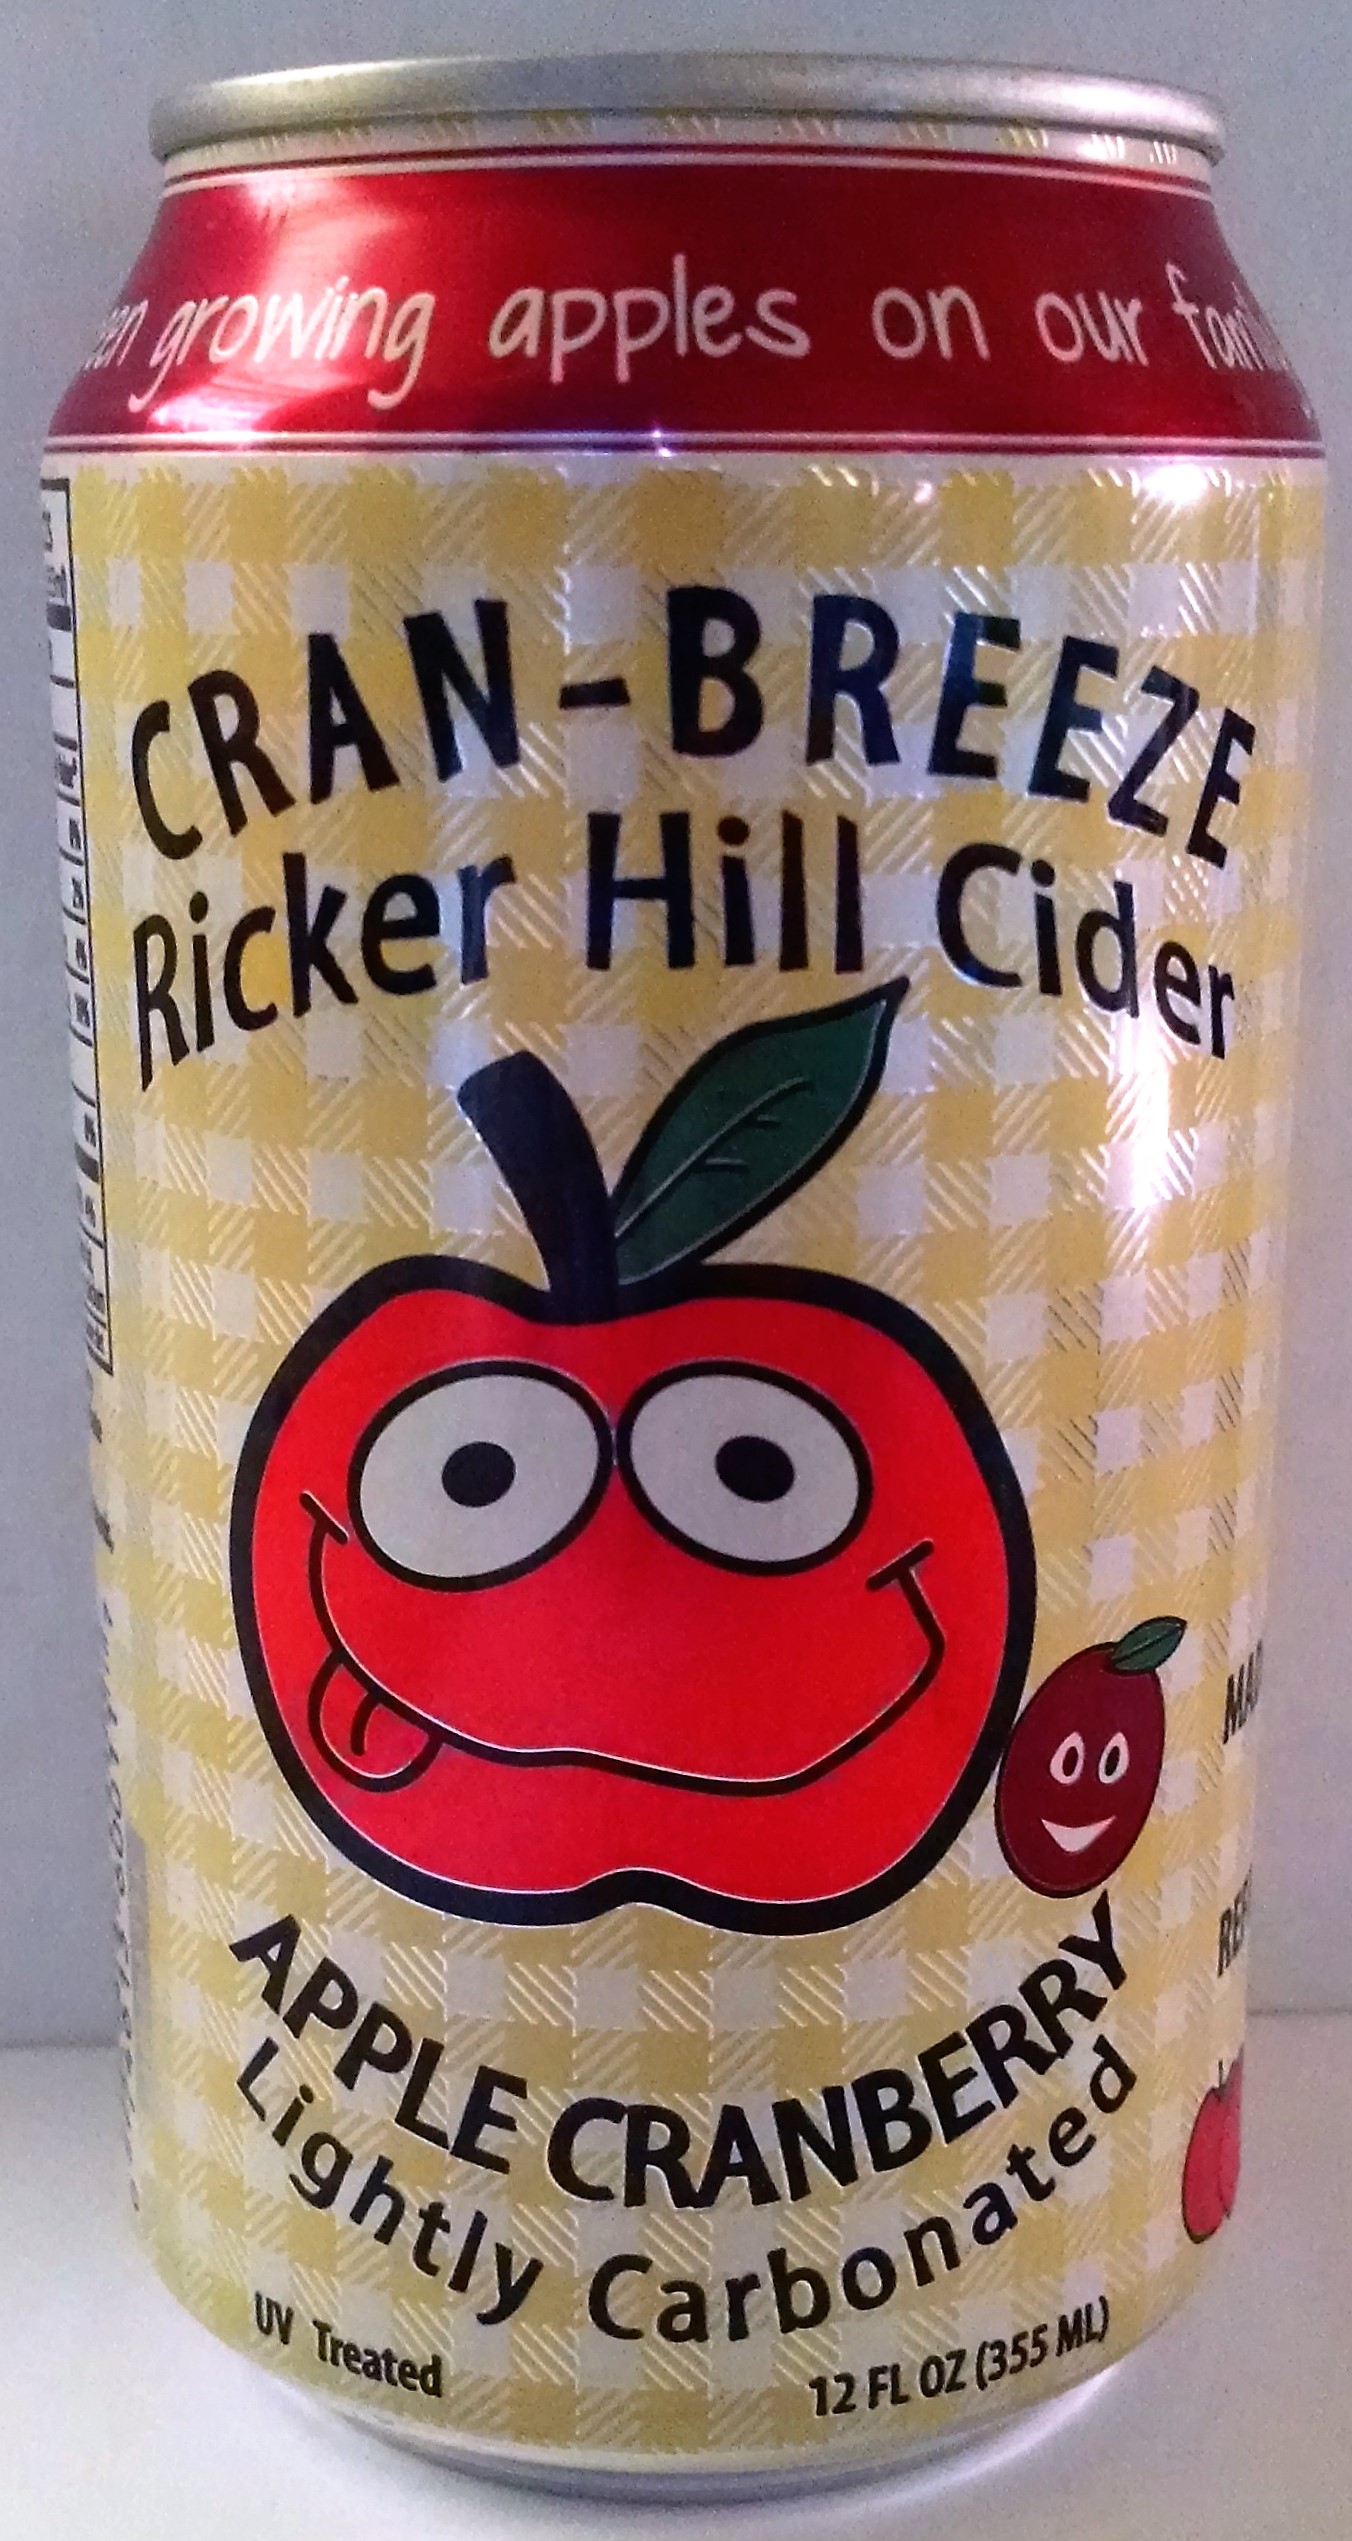 growing apples on our
CRAN-BREEZE
Ricker Hill Cider
APPLE CRANBERRY
Lightly Carbonated
UV Treated
12 FL OZ (355 ML)